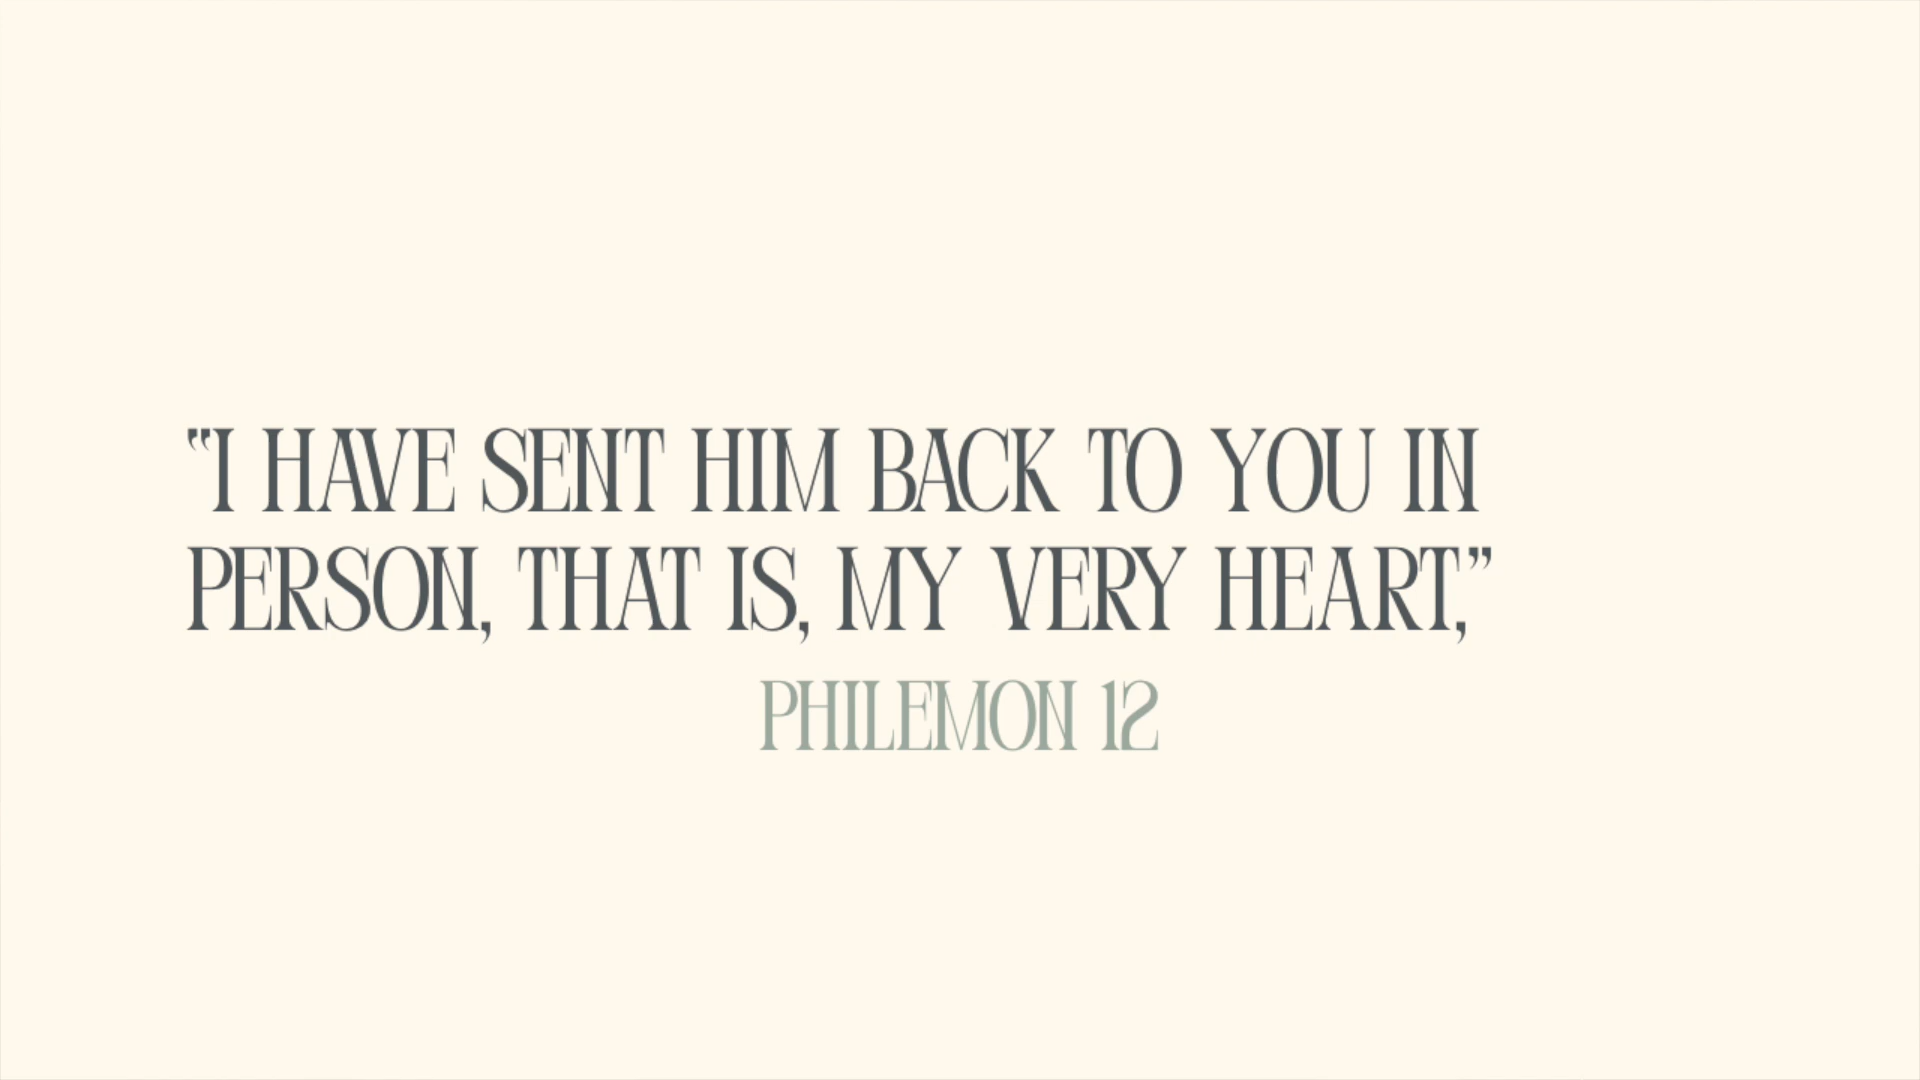 “I HAVE SENT HIM BACK TO YOU IN
PERSON, THAT IS, MY VERY HEART,”
PHILEMON 12